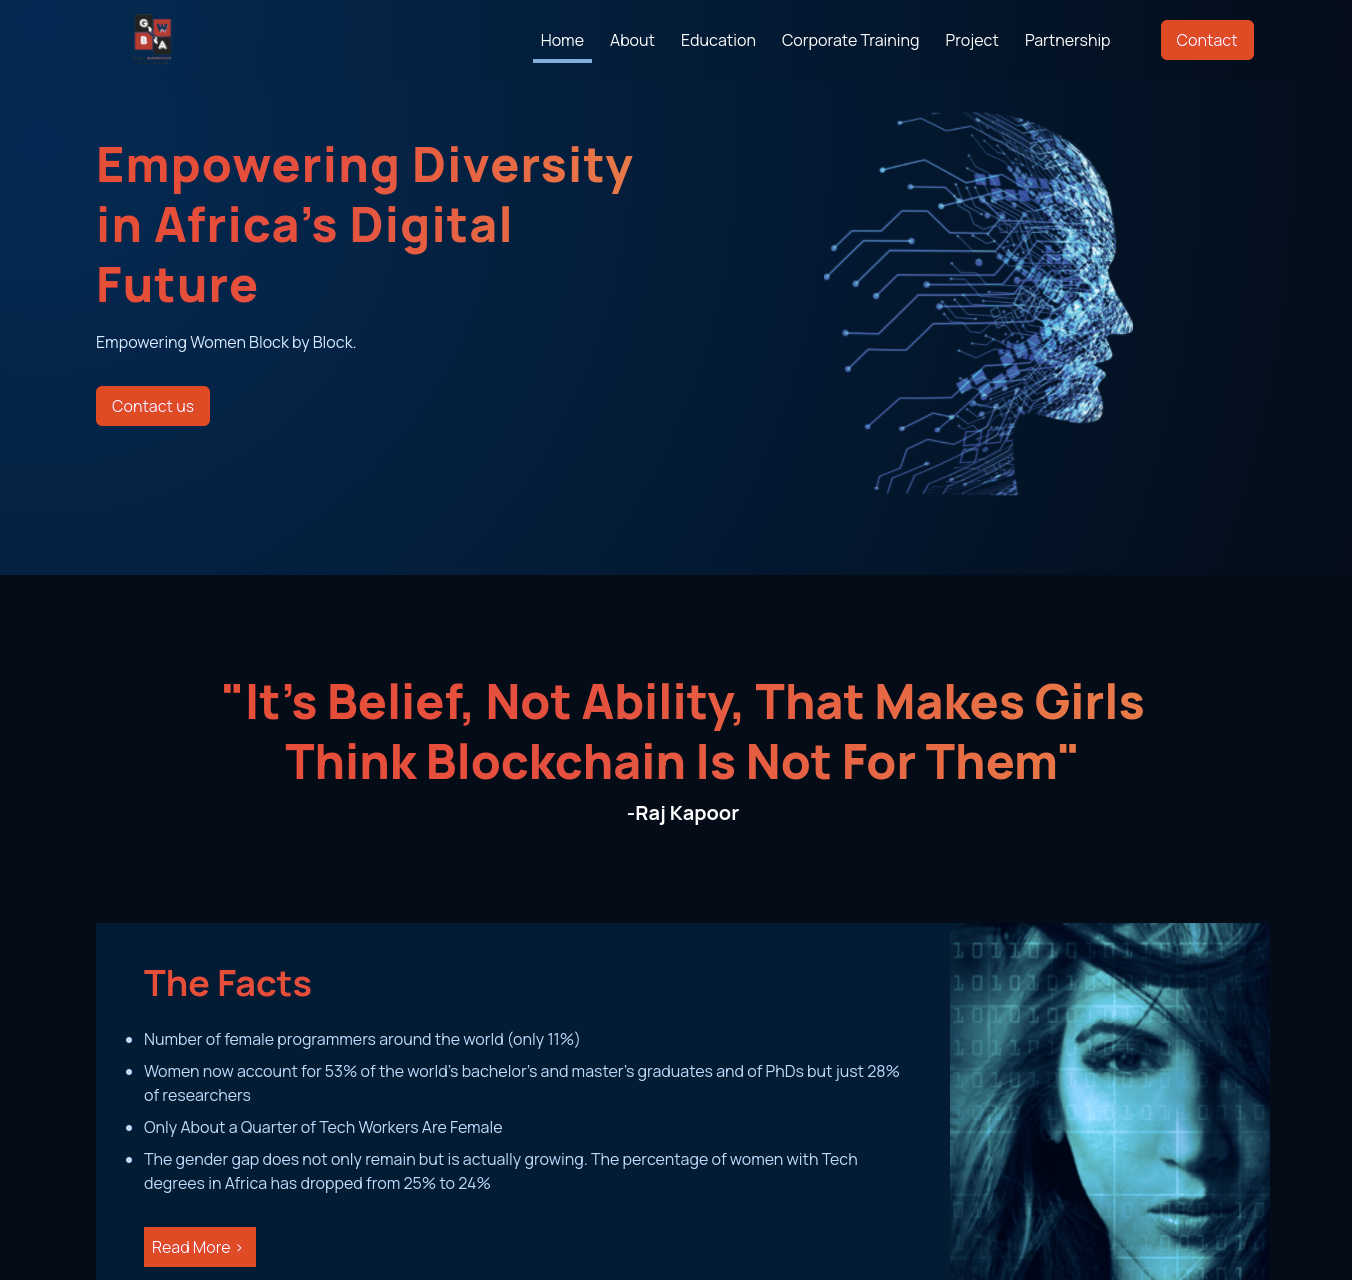 G W
B A
Home About Education Corporate Training Project Partnership Contact
Empowering Diversity
in Africa's Digital
Future
Empowering Women Block by Block.
Contact us
"It's Belief, Not Ability, That Makes Girls
Think Blockchain Is Not For Them"
-Raj Kapoor
The Facts
Number of female programmers around the world (only 11%)
Women now account for 53% of the world's bachelor's and master's graduates and of PhDs but just 28%
of researchers
Only About a Quarter of Tech Workers Are Female
The gender gap does not only remain but is actually growing. The percentage of women with Tech
degrees in Africa has dropped from 25% to 24%
Read More >